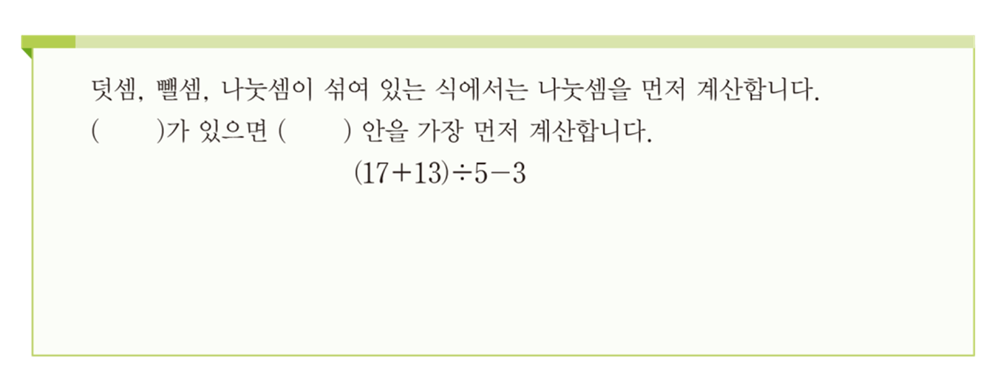 덧셈, 뺄셈, 나눗셈이 섞여 있는 식에서는 나눗셈을 먼저 계산합니다.
(      )가 있으면 (      ) 안을 가장 먼저 계산합니다.
(17+13)÷5−3